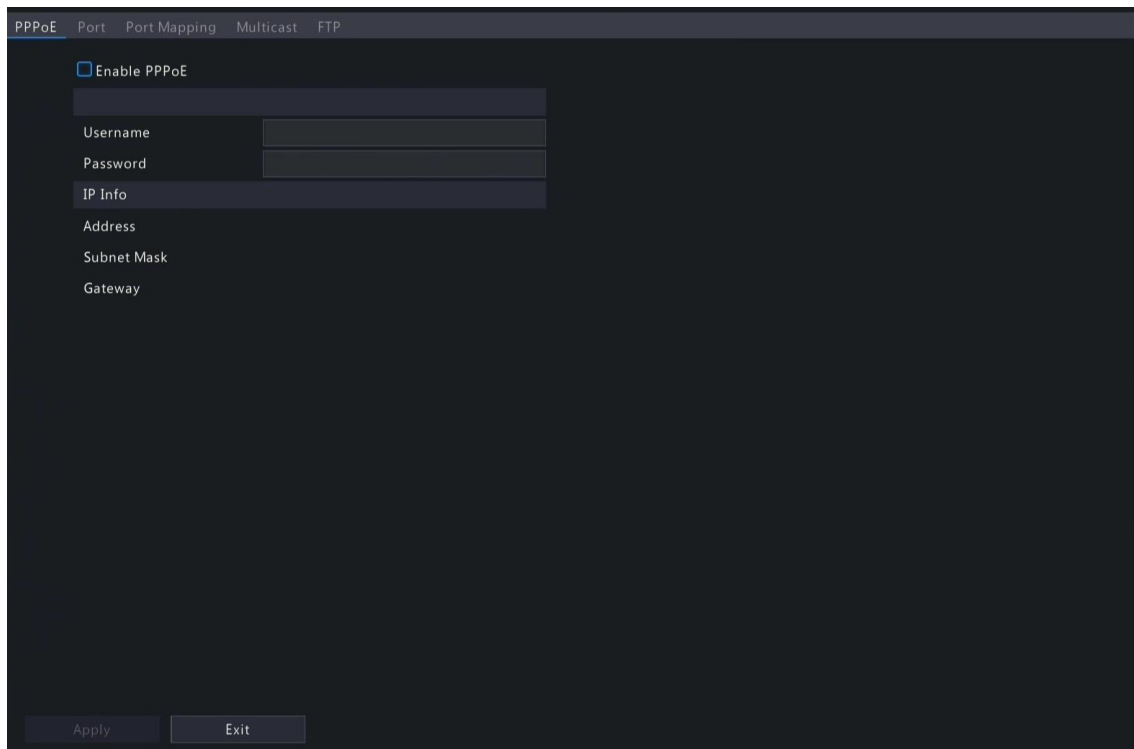 PPPoE Port Port Mapping Multicast FTP
Enable PPPoE
Username
Password
IP Info
Address
Subnet Mask
Gateway
Apply Exit